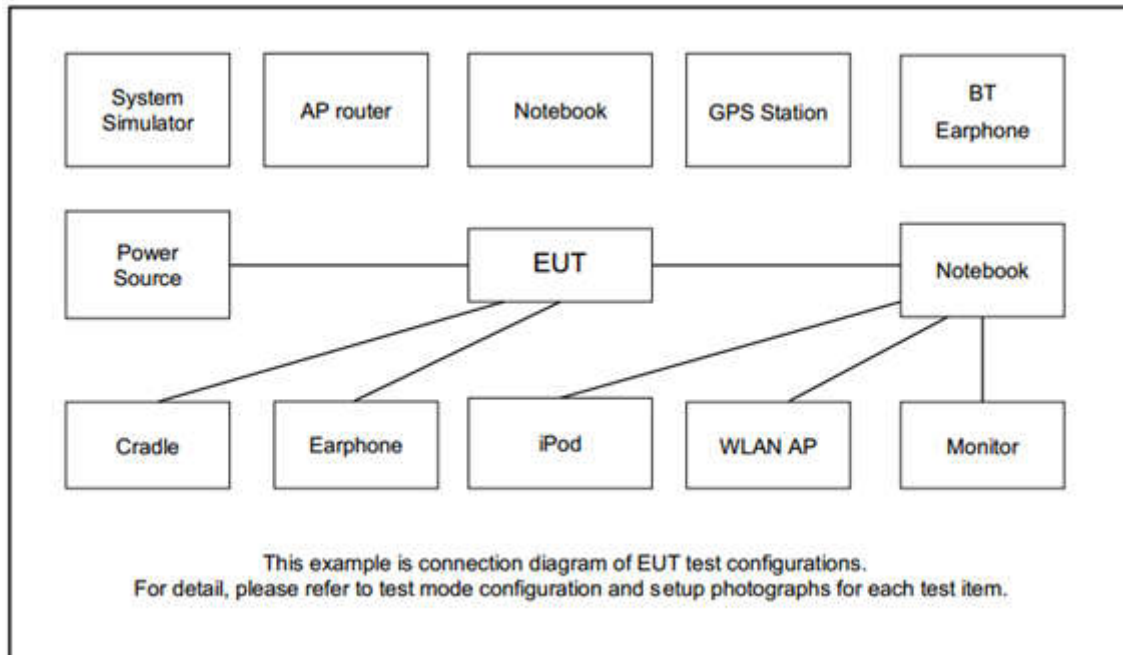 System
Simulator
AP router
Notebook
GPS Station
BT
Earphone
Power
Source
EUT
Notebook
Cradle
Earphone
iPod
WLAN AP
Monitor
This example is connection diagram of EUT test configurations.
For detail, please refer to test mode configuration and setup photographs for each test item.